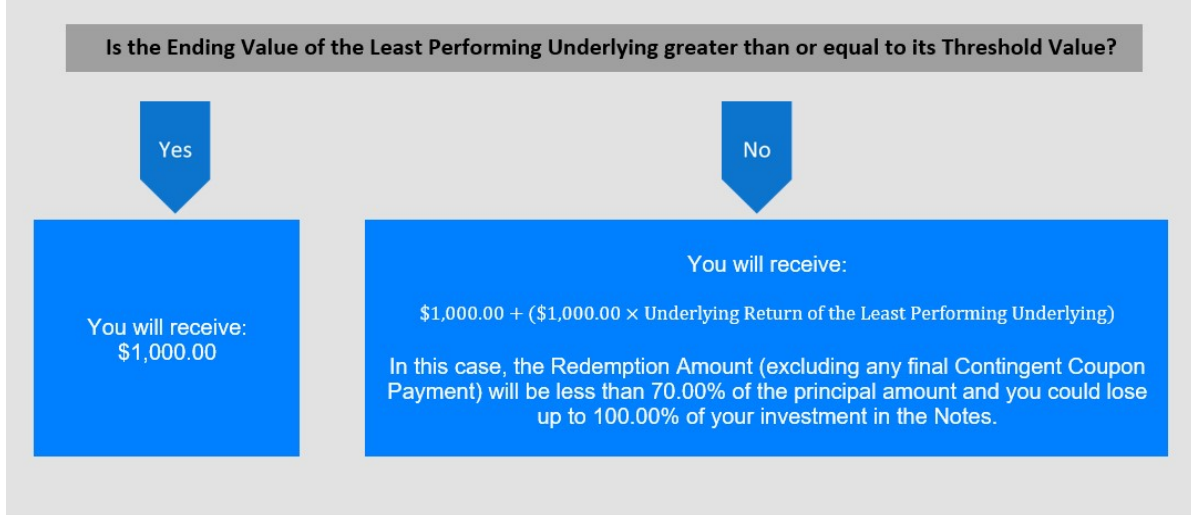 Is the Ending Value of the Least Performing Underlying greater than or equal to its Threshold Value?
Yes
No
You will receive:
$1,000.00
You will receive:
$1,000.00 + ($1,000.00 × Underlying Return of the Least Performing Underlying)
In this case, the Redemption Amount (excluding any final Contingent Coupon
Payment) will be less than 70.00% of the principal amount and you could lose
up to 100.00% of your investment in the Notes.